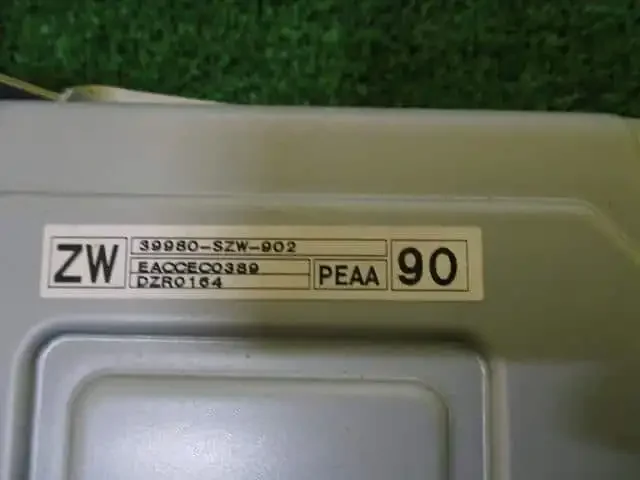 ZW
39980-SZW-902
EACCEC0389
DZR0164
PEAA
90